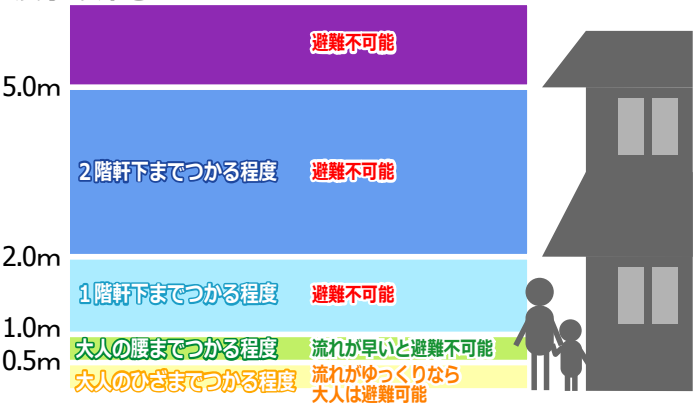 避難不可能
5.0m
2階軒下までつかる程度 避難不可能
2.0m
1階軒下までつかる程度 避難不可能
1.0m
大人の腰までつかる程度 流れが早いと避難不可能
0.5m
大人のひざまでつかる程度 流れがゆっくりなら
大人は避難可能